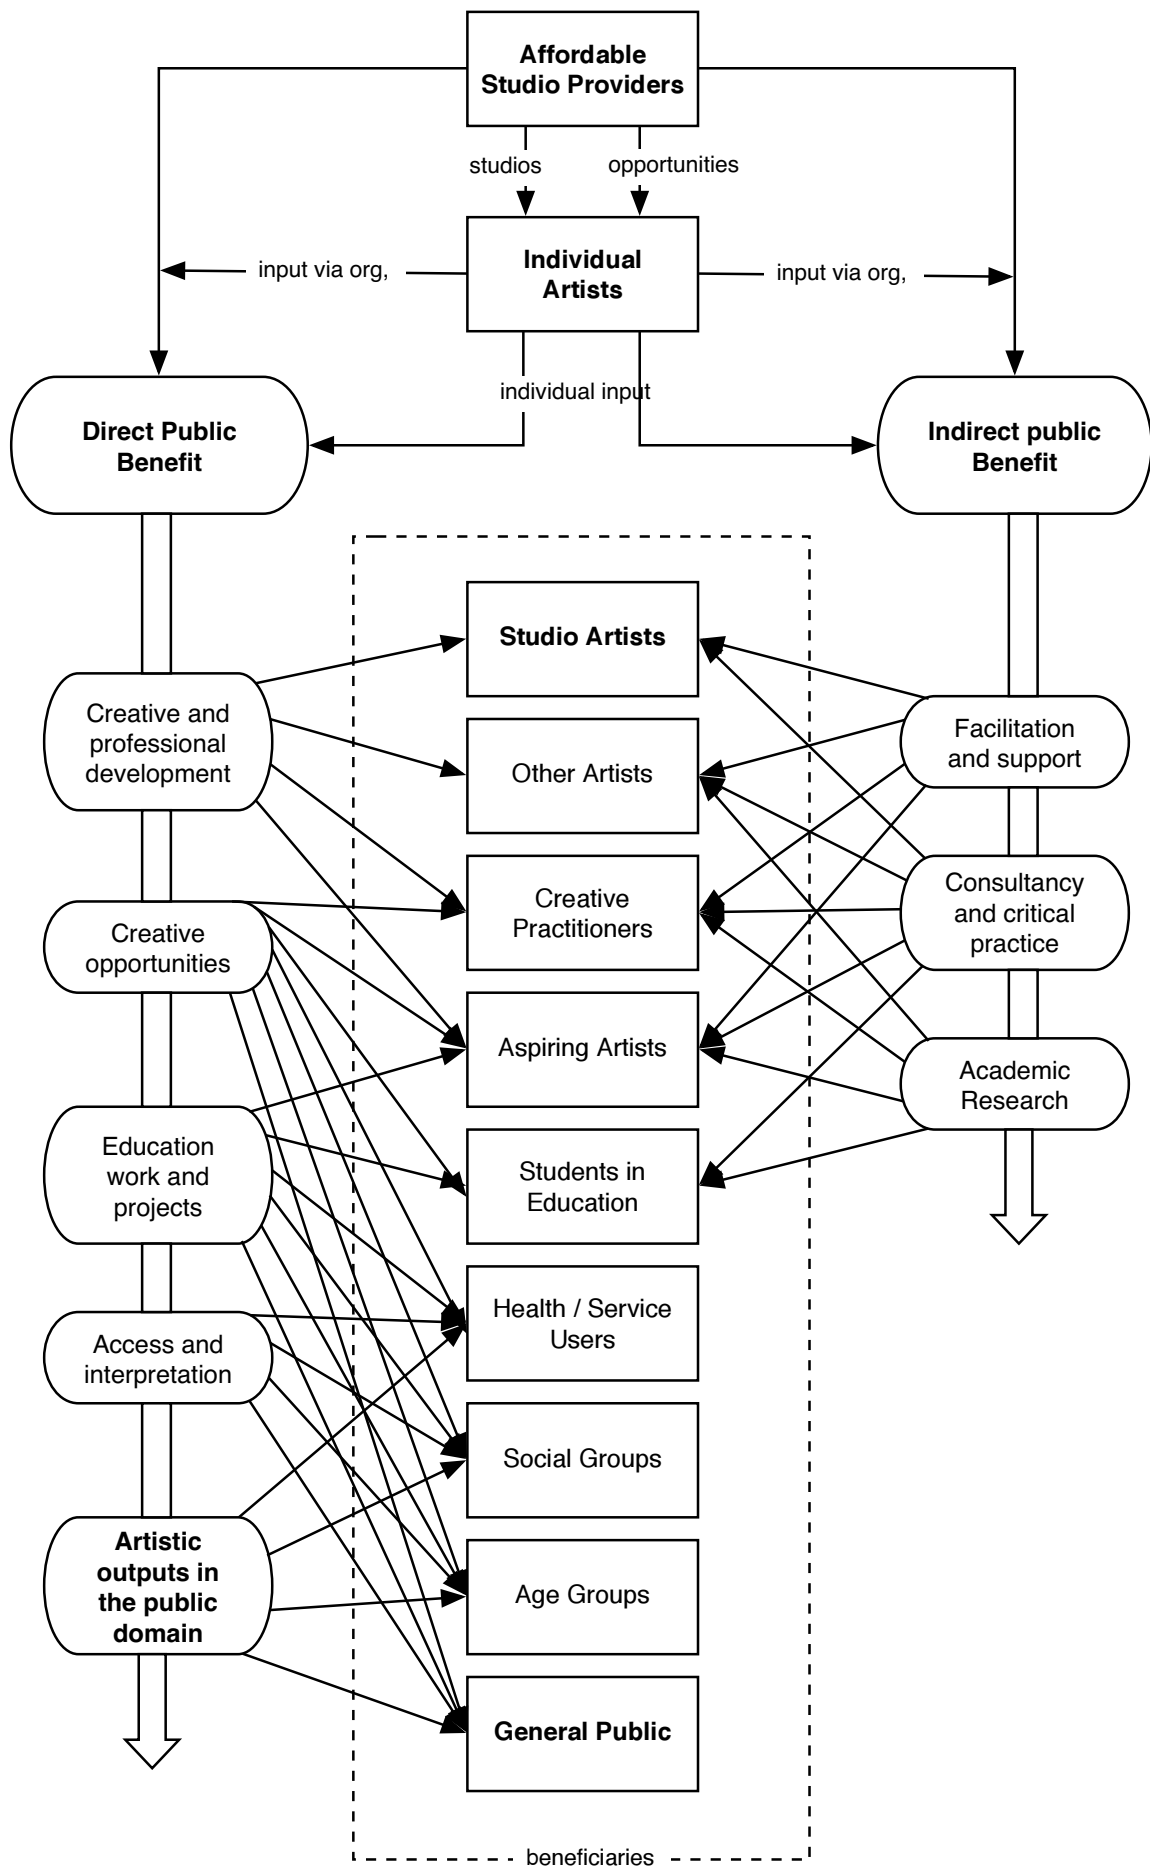 Affordable
Studio Providers
studios
opportunities
Individual
Artists
input via org,
input via org,
individual input
Direct Public
Benefit
Indirect public
Benefit
Studio Artists
Other Artists
Creative
Practitioners
Aspiring Artists
Students in
Education
Health / Service
Users
Social Groups
Age Groups
General Public
beneficiaries
Creative and
professional
development
Creative
opportunities
Education
work and
projects
Access and
interpretation
Artistic
outputs in
the public
domain
Facilitation
and support
Consultancy
and critical
practice
Academic
Research